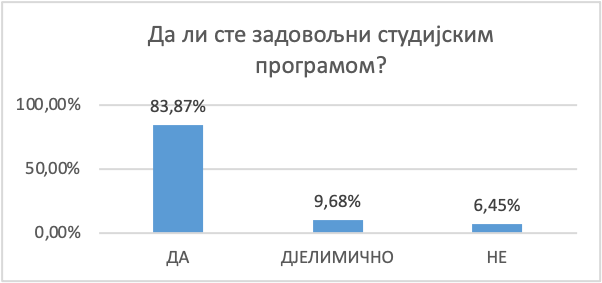 Да ли сте задовољни студијским
програмом?
100,00%
50,00%
0,00%
83,87%
9,68%
6,45%
ДА
ДЈЕЛИМИЧНО
НЕ